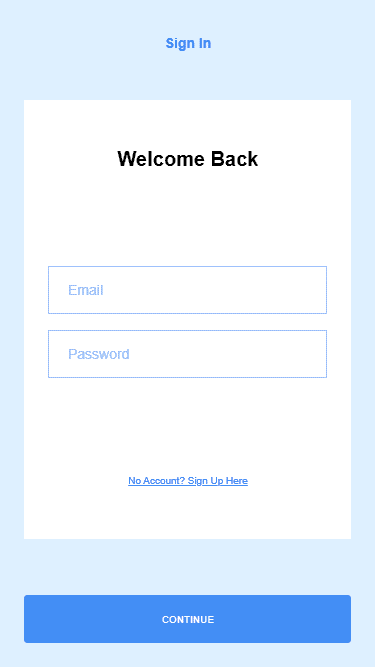 Sign In
Welcome Back
Email
Password
No Account? Sign Up Here
CONTINUE